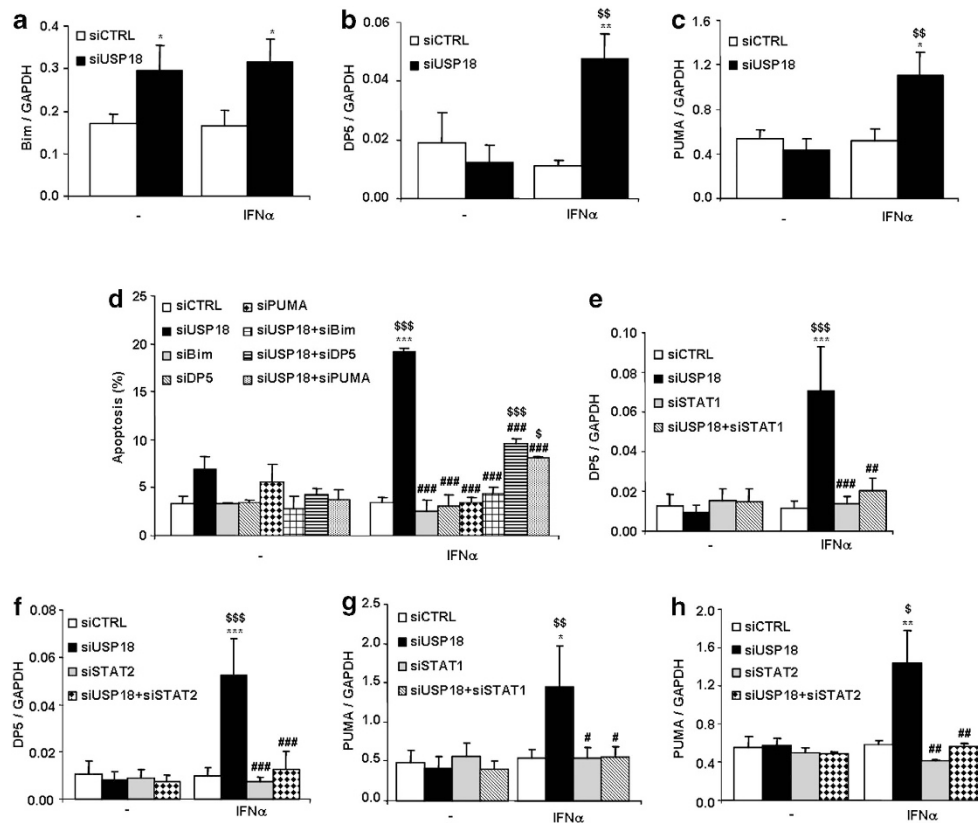 a
siCTRL
siUSP18
Bim / GAPDH
0.4
0.3
0.2
0.1
0.0
*
*
-
IFNα
b
siCTRL
siUSP18
DP5 / GAPDH
0.06
0.04
0.02
0.00
$$
**
-
IFNα
c
siCTRL
siUSP18
PUMA / GAPDH
1.6
1.2
0.8
0.4
0.0
$$
*
-
IFNα
d
siCTRL
siUSP18
siBim
siDP5
siPUMA
siUSP18+siBim
siUSP18+siDP5
siUSP18+siPUMA
Apoptosis (%)
25
20
15
10
5
0
$$$
***
###
###
###
###
$$$
###
$
###
-
IFNα
e
siCTRL
siUSP18
siSTAT1
siUSP18+siSTAT1
DP5 / GAPDH
0.10
0.08
0.06
0.04
0.02
0.00
$$$
***
###
##
-
IFNα
f
siCTRL
siUSP18
siSTAT2
siUSP18+siSTAT2
DP5 / GAPDH
0.08
0.06
0.04
0.02
0.00
$$$
***
###
###
-
IFNα
g
siCTRL
siUSP18
siSTAT1
siUSP18+siSTAT1
PUMA / GAPDH
2.5
2.0
1.5
1.0
0.5
0.0
$$
*
#
#
-
IFNα
h
siCTRL
siUSP18
siSTAT2
siUSP18+siSTAT2
PUMA / GAPDH
2.0
1.6
1.2
0.8
0.4
0.0
$
**
##
##
-
IFNα